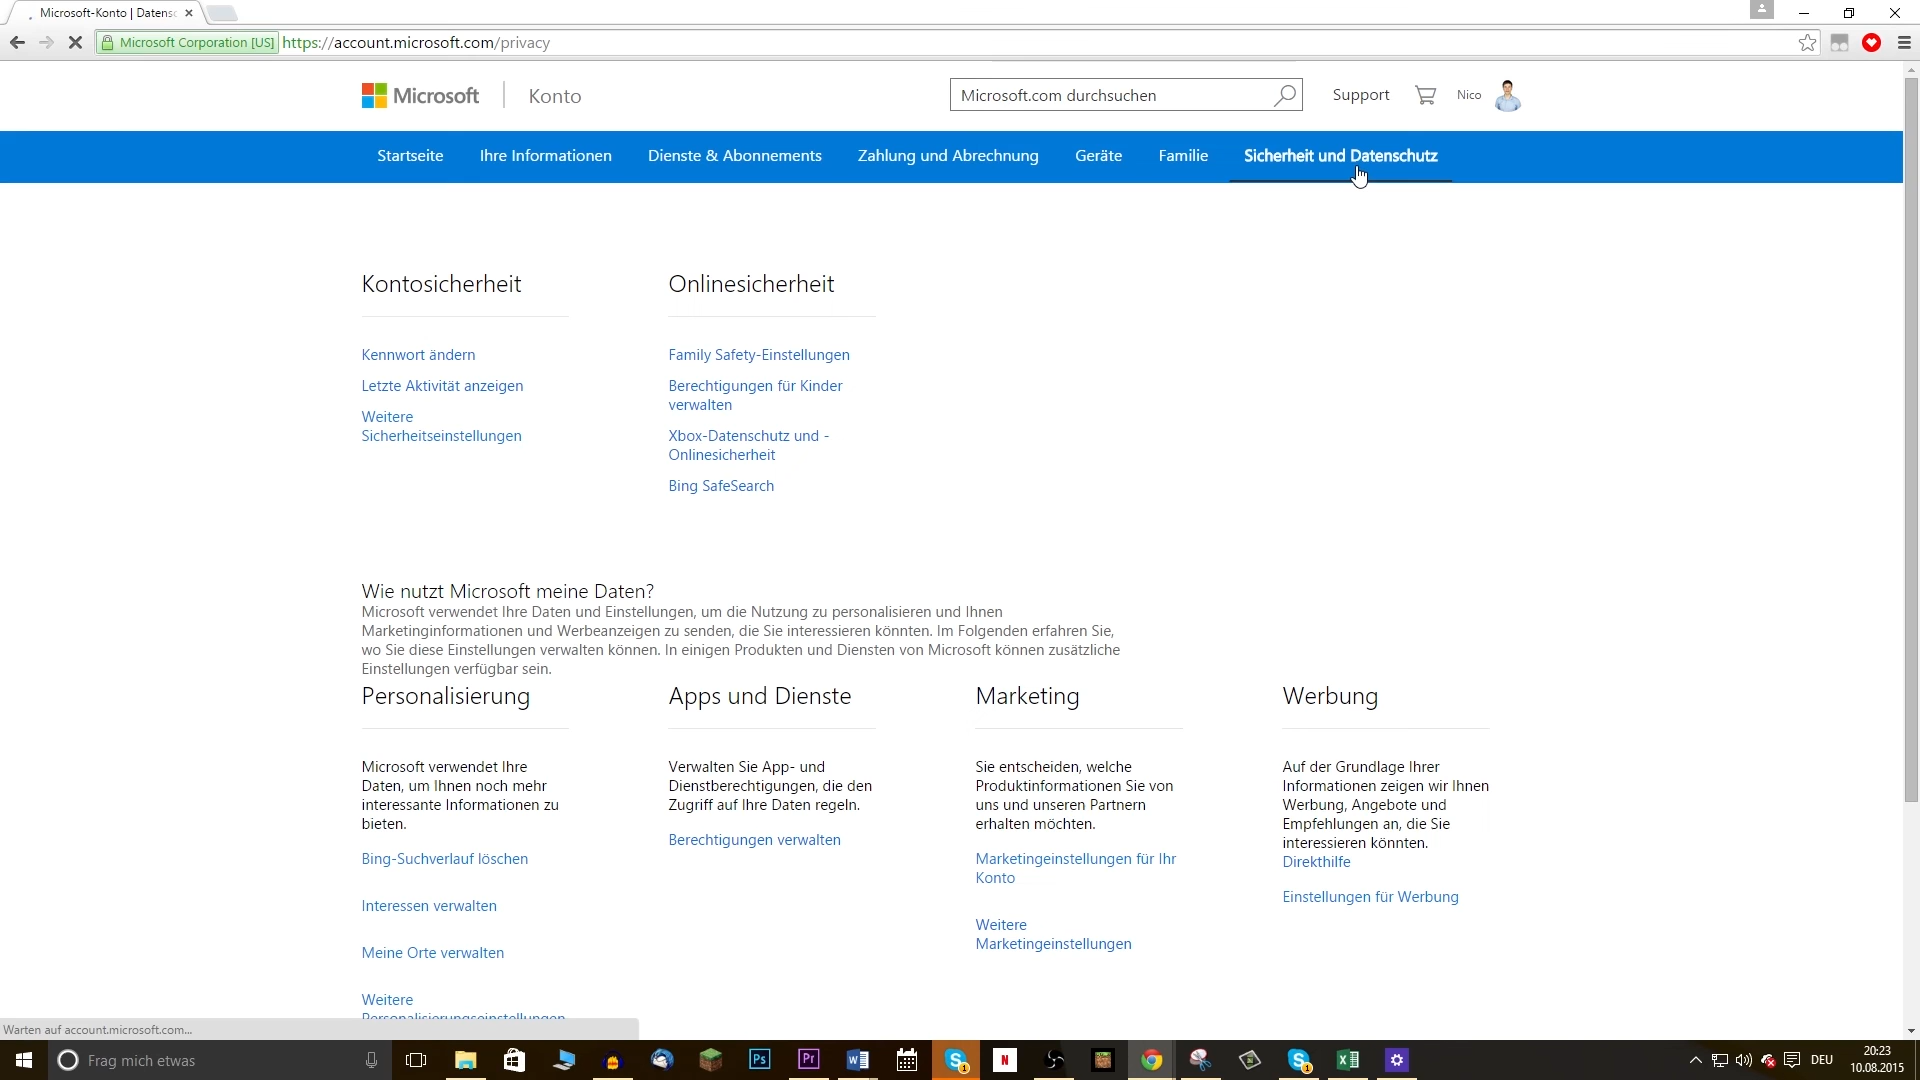 Microsoft-Konto | Datensc
Microsoft Corporation [US]
https://account.microsoft.com/privacy
Microsoft
Konto
Microsoft.com durchsuchen
Support
Nico
Startseite
Ihre Informationen
Dienste & Abonnements
Zahlung und Abrechnung
Geräte
Familie
Sicherheit und Datenschutz
Kontosicherheit
Kennwort ändern
Letzte Aktivität anzeigen
Weitere
Sicherheitseinstellungen
Onlinesicherheit
Family Safety-Einstellungen
Berechtigungen für Kinder
verwalten
Xbox-Datenschutz und -
Onlinesicherheit
Bing SafeSearch
Wie nutzt Microsoft meine Daten?
Microsoft verwendet Ihre Daten und Einstellungen, um die Nutzung zu personalisieren und Ihnen
Marketinginformationen und Werbeanzeigen zu senden, die Sie interessieren könnten. Im Folgenden erfahren Sie,
wo Sie diese Einstellungen verwalten können. In einigen Produkten und Diensten von Microsoft können zusätzliche
Einstellungen verfügbar sein.
Personalisierung
Microsoft verwendet Ihre
Daten, um Ihnen noch mehr
interessante Informationen zu
bieten.
Bing-Suchverlauf löschen
Interessen verwalten
Meine Orte verwalten
Weitere
Personalisierungseinstellungen
Apps und Dienste
Verwalten Sie App- und
Dienstberechtigungen, die den
Zugriff auf Ihre Daten regeln.
Berechtigungen verwalten
Marketing
Sie entscheiden, welche
Produktinformationen Sie von
uns und unseren Partnern
erhalten möchten.
Marketingeinstellungen für Ihr
Konto
Weitere
Marketingeinstellungen
Werbung
Auf der Grundlage Ihrer
Informationen zeigen wir Ihnen
Werbung, Angebote und
Empfehlungen an, die Sie
interessieren könnten.
Direkthilfe
Einstellungen für Werbung
Warten auf account.microsoft.com...
Frag mich etwas
Ps
Pr
1
N
1
DEU
20:23
10.08.2015